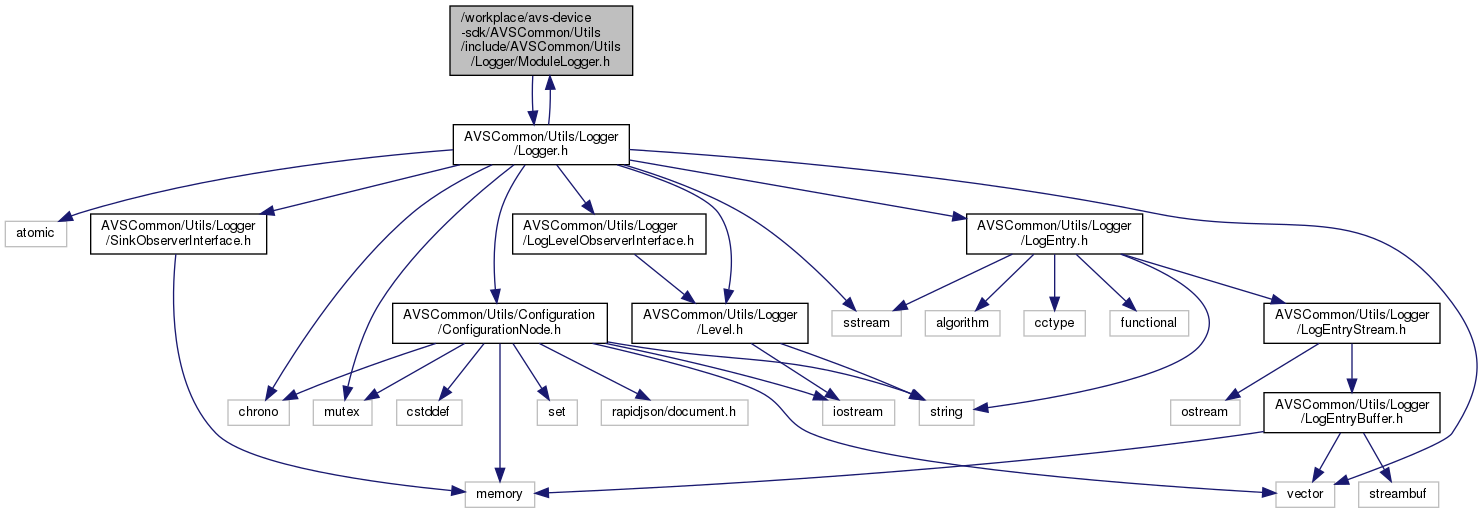 /workplace/avs-device
-sdk/AVSCommon/Utils
/include/AVSCommon/Utils
/Logger/ModuleLogger.h
AVSCommon/Utils/Logger
/Logger.h
atomic
AVSCommon/Utils/Logger
/SinkObserverInterface.h
AVSCommon/Utils/Logger
/LogLevelObserverInterface.h
AVSCommon/Utils/Logger
/LogEntry.h
AVSCommon/Utils/Configuration
/ConfigurationNode.h
AVSCommon/Utils/Logger
/Level.h
sstream
algorithm
cctype
functional
AVSCommon/Utils/Logger
/LogEntryStream.h
chrono
mutex
cstddef
set
rapidjson/document.h
iostream
string
ostream
AVSCommon/Utils/Logger
/LogEntryBuffer.h
memory
vector
streambuf